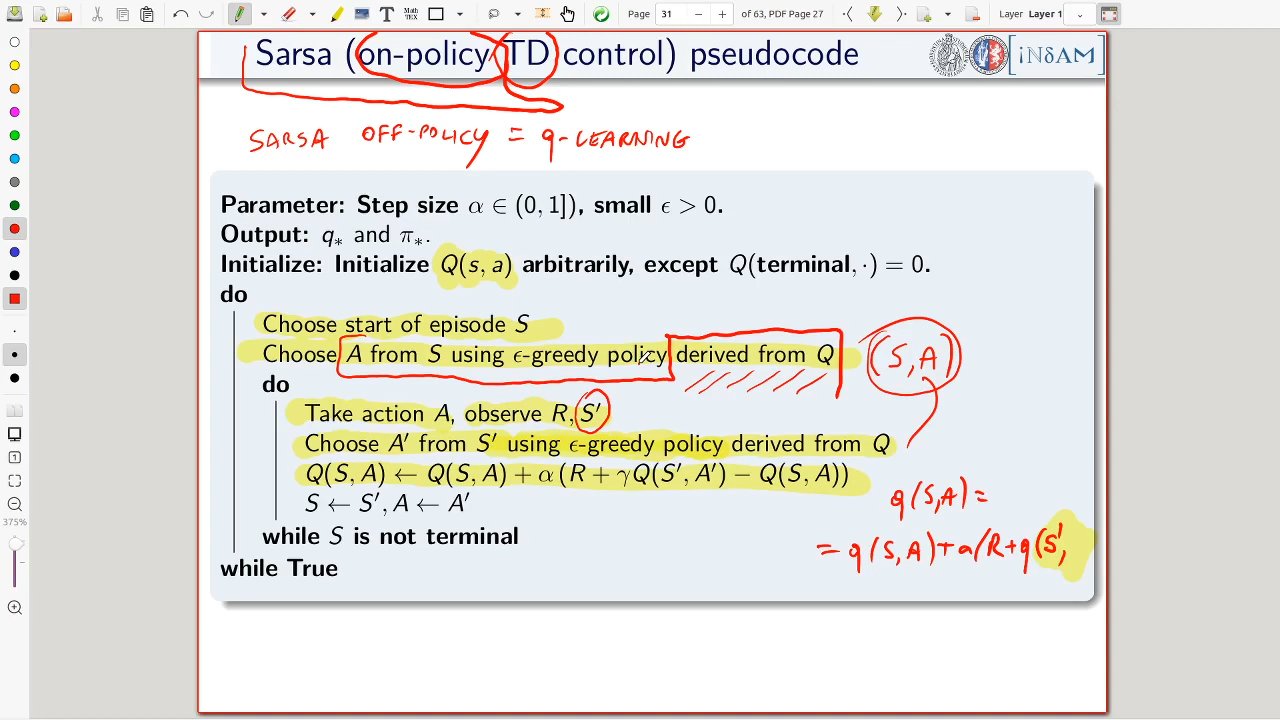 Page 31 of 63 PDF Page 27 Layer Layer 1
Sarsa (on-policy TD control) pseudocode
iNδAM
SARSA OFF-POLICY = q-LEARNING
Parameter: Step size α ∈ (0, 1]), small ϵ > 0.
Output: q* and π*.
Initialize: Initialize Q(s, a) arbitrarily, except Q(terminal, ·) = 0.
do
Choose start of episode S
Choose A from S using ϵ-greedy policy derived from Q
(S,A)
do
Take action A, observe R, S′
Choose A′ from S′ using ϵ-greedy policy derived from Q
Q(S, A) ← Q(S, A) + α (R + γQ(S′, A′) − Q(S, A))
S ← S′, A ← A′
q(S,A) =
while S is not terminal
= q(S,A)+α(R+q(S',
while True
375%